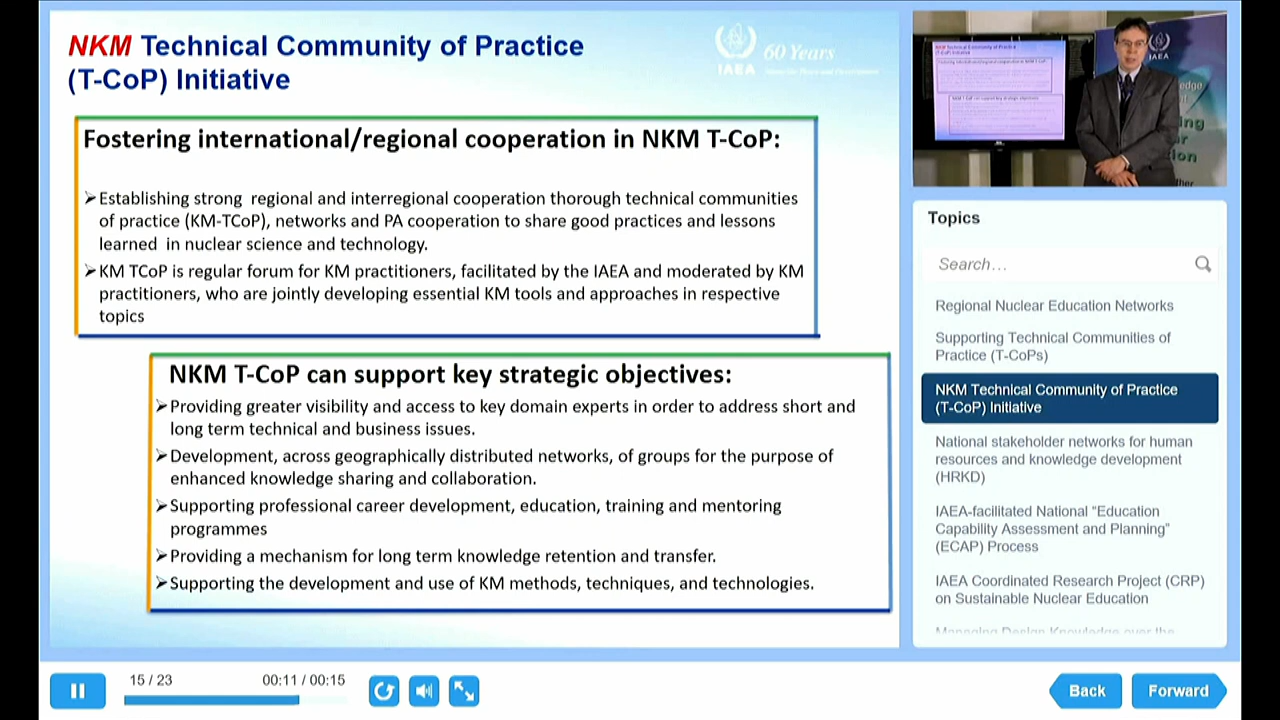 NKM Technical Community of Practice
(T-CoP) Initiative
IAEA
60 Years
Fostering international/regional cooperation in NKM T-CoP:
➢Establishing strong regional and interregional cooperation thorough technical communities
of practice (KM-TCoP), networks and PA cooperation to share good practices and lessons
learned in nuclear science and technology.
➢KM TCoP is regular forum for KM practitioners, facilitated by the IAEA and moderated by KM
practitioners, who are jointly developing essential KM tools and approaches in respective
topics
NKM T-CoP can support key strategic objectives:
➢Providing greater visibility and access to key domain experts in order to address short and
long term technical and business issues.
➢Development, across geographically distributed networks, of groups for the purpose of
enhanced knowledge sharing and collaboration.
➢Supporting professional career development, education, training and mentoring
programmes
➢Providing a mechanism for long term knowledge retention and transfer.
➢Supporting the development and use of KM methods, techniques, and technologies.
IAEA
Topics
Search...
Regional Nuclear Education Networks
Supporting Technical Communities of
Practice (T-CoPs)
NKM Technical Community of Practice
(T-CoP) Initiative
National stakeholder networks for human
resources and knowledge development
(HRKD)
IAEA-facilitated National "Education
Capability Assessment and Planning"
(ECAP) Process
IAEA Coordinated Research Project (CRP)
on Sustainable Nuclear Education
Managing Design Knowledge over the
15 / 23
00:11 / 00:15
Back
Forward